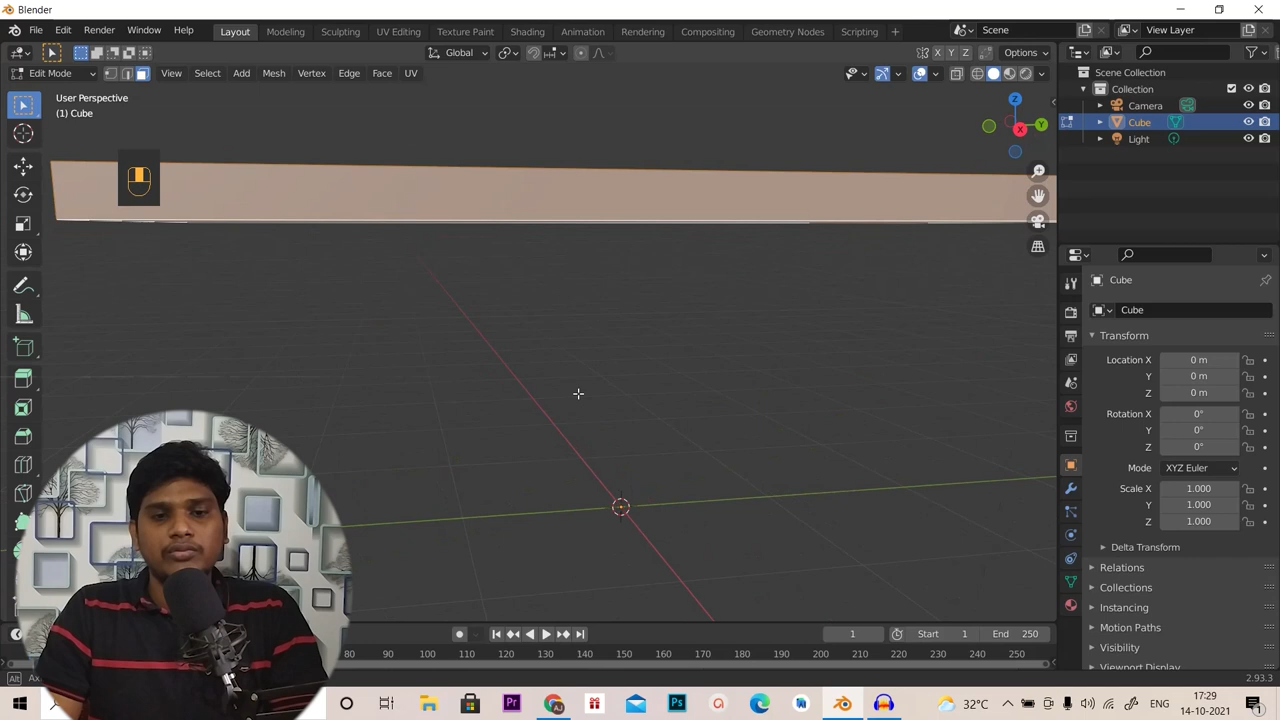 Blender
File Edit Render Window Help
Layout Modeling Sculpting UV Editing Texture Paint Shading Animation Rendering Compositing Geometry Nodes Scripting +
Scene
View Layer
Global
X Y Z
Options
Edit Mode
View Select Add Mesh Vertex Edge Face UV
User Perspective
(1) Cube
Z
Y
X
Scene Collection
Collection
Camera
Cube
Light
Cube
Cube
Transform
Location X 0 m
Y 0 m
Z 0 m
Rotation X 0°
Y 0°
Z 0°
Mode XYZ Euler
Scale X 1.000
Y 1.000
Z 1.000
Delta Transform
Relations
Collections
Instancing
Motion Paths
Visibility
Viewport Display
1 Start 1 End 250
80 90 100 110 120 130 140 150 160 170 180 190 200 210 220 230 240 250
Alt
2.93.3
32°C
ENG
17:29
14-10-2021